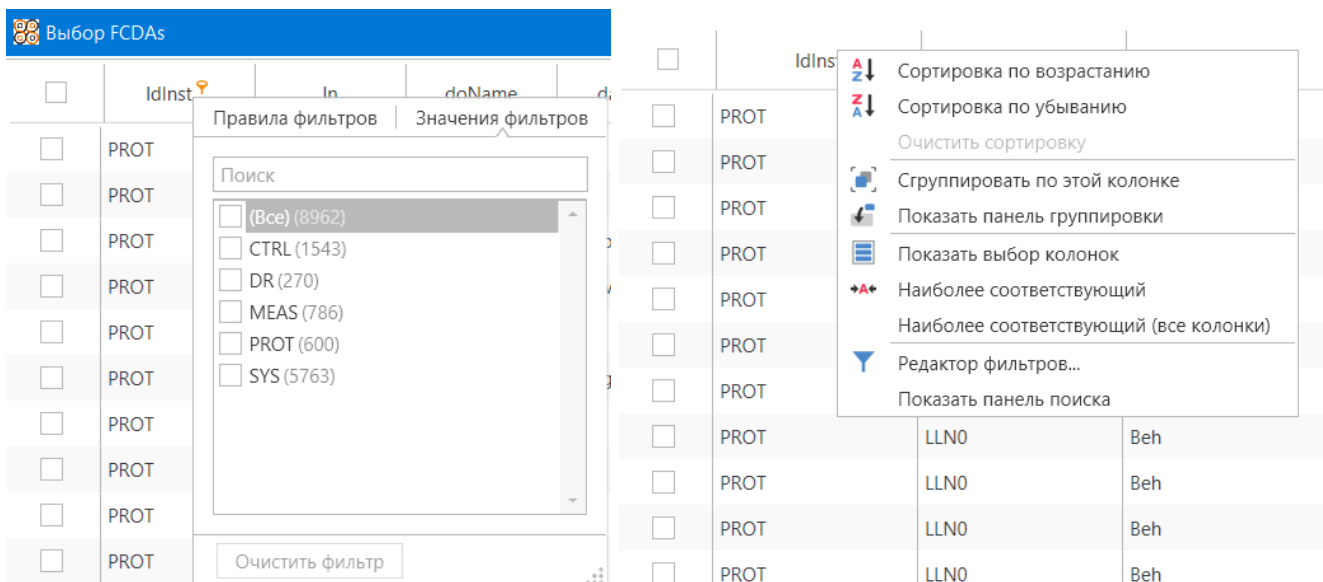 Выбор FCDAs
IdInst
ln
doName
da
Правила фильтров
Значения фильтров
Поиск
(Все) (8962)
CTRL (1543)
DR (270)
MEAS (786)
PROT (600)
SYS (5763)
Очистить фильтр
PROT
PROT
PROT
PROT
PROT
PROT
PROT
PROT
PROT
PROT
IdInst
Сортировка по возрастанию
Сортировка по убыванию
Очистить сортировку
Сгруппировать по этой колонке
Показать панель группировки
Показать выбор колонок
Наиболее соответствующий
Наиболее соответствующий (все колонки)
Редактор фильтров...
Показать панель поиска
PROT
PROT
PROT
PROT
PROT
PROT
PROT
PROT LLN0 Beh
PROT LLN0 Beh
PROT LLN0 Beh
PROT LLN0 Beh